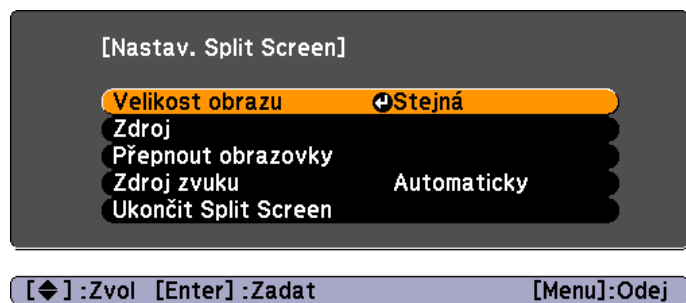 [Nastav. Split Screen]
Velikost obrazu Stejná
Zdroj
Přepnout obrazovky
Zdroj zvuku Automaticky
Ukončit Split Screen
[◆] :Zvol [Enter] :Zadat [Menu]:Odej